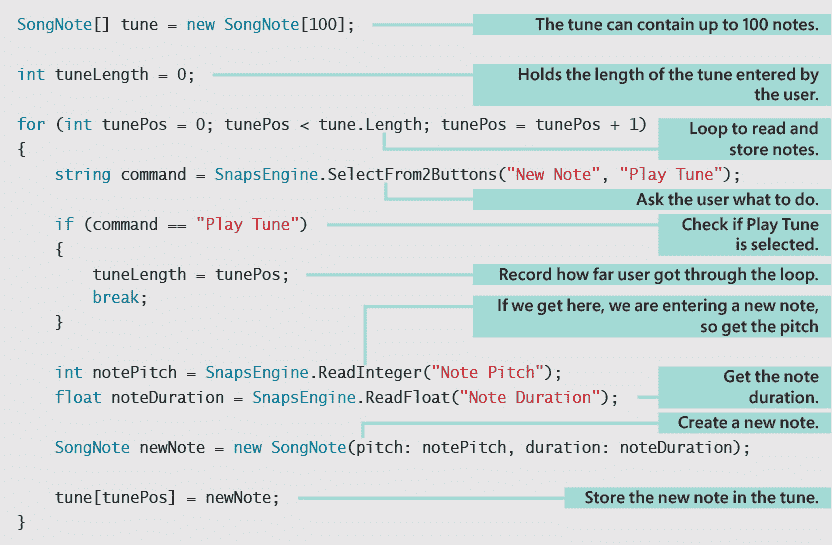 SongNote[] tune = new SongNote[100];
The tune can contain up to 100 notes.
int tuneLength = 0;
Holds the length of the tune entered by
the user.
for (int tunePos = 0; tunePos < tune.Length; tunePos = tunePos + 1)
Loop to read and
store notes.
{
string command = SnapsEngine.SelectFrom2Buttons("New Note", "Play Tune");
Ask the user what to do.
if (command == "Play Tune")
Check if Play Tune
is selected.
{
tuneLength = tunePos;
Record how far user got through the loop.
break;
}
If we get here, we are entering a new note,
so get the pitch
int notePitch = SnapsEngine.ReadInteger("Note Pitch");
float noteDuration = SnapsEngine.ReadFloat("Note Duration");
Get the note
duration.
Create a new note.
SongNote newNote = new SongNote(pitch: notePitch, duration: noteDuration);
tune[tunePos] = newNote;
Store the new note in the tune.
}